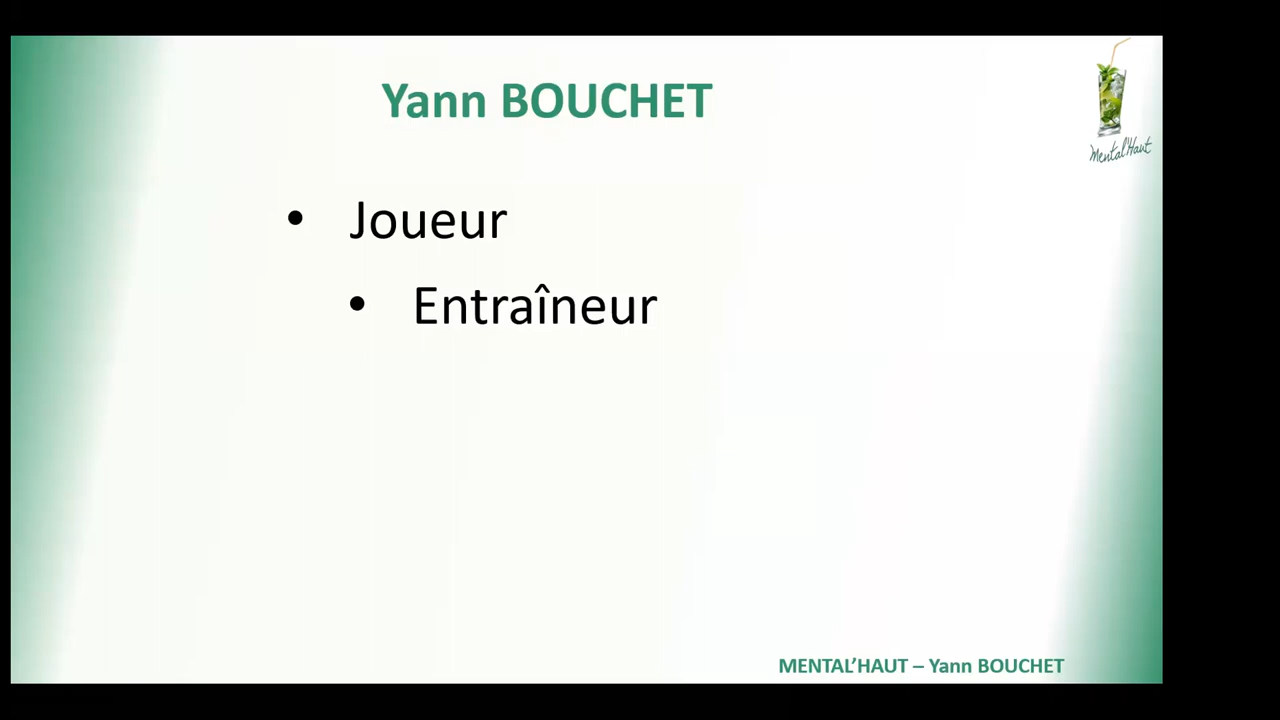 Yann BOUCHET
Mental'Haut
• Joueur
• Entraîneur
MENTAL'HAUT – Yann BOUCHET